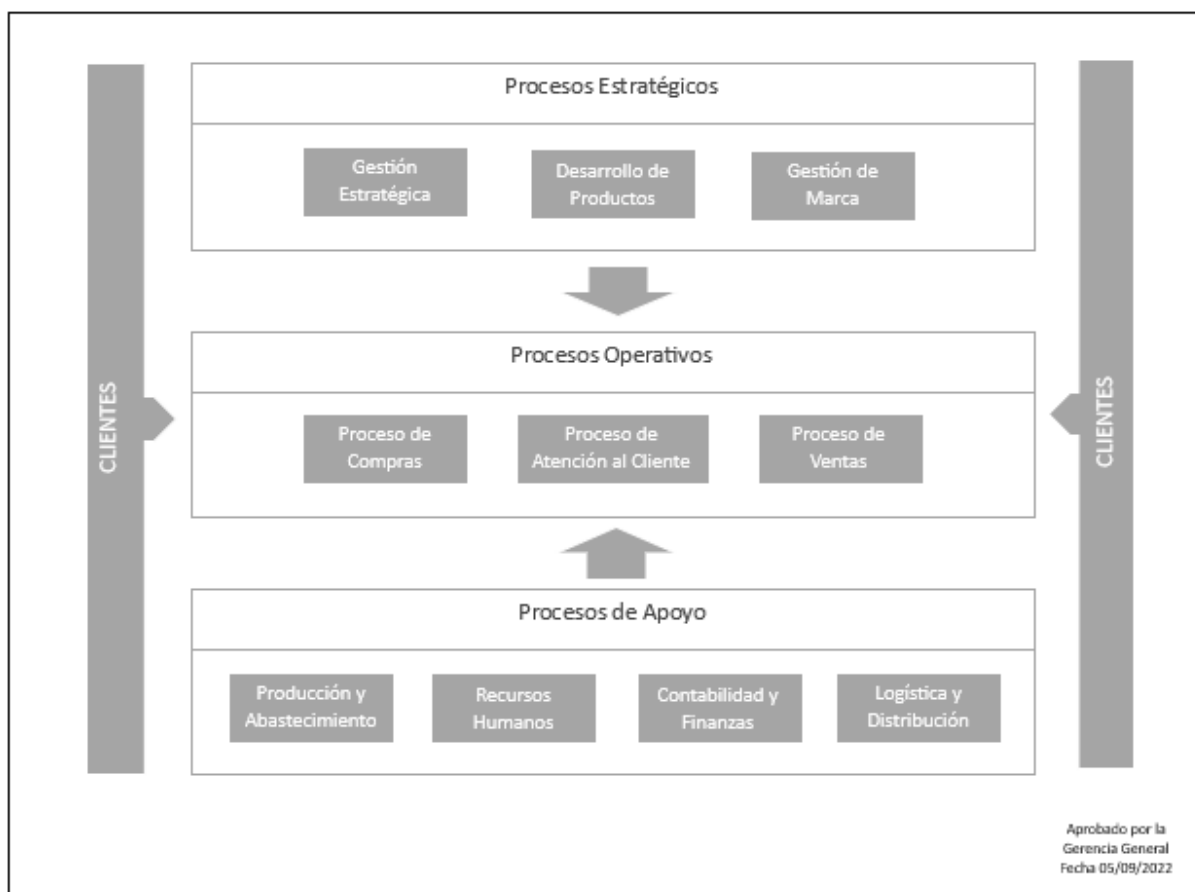 Procesos Estratégicos
Gestión
Estratégica
Desarrollo de
Productos
Gestión de
Marca
CLIENTES
Procesos Operativos
Proceso de
Compras
Proceso de
Atención al Cliente
Proceso de
Ventas
CLIENTES
Procesos de Apoyo
Producción y
Abastecimiento
Recursos
Humanos
Contabilidad y
Finanzas
Logística y
Distribución
Aprobado por la
Gerencia General
Fecha 05/09/2022